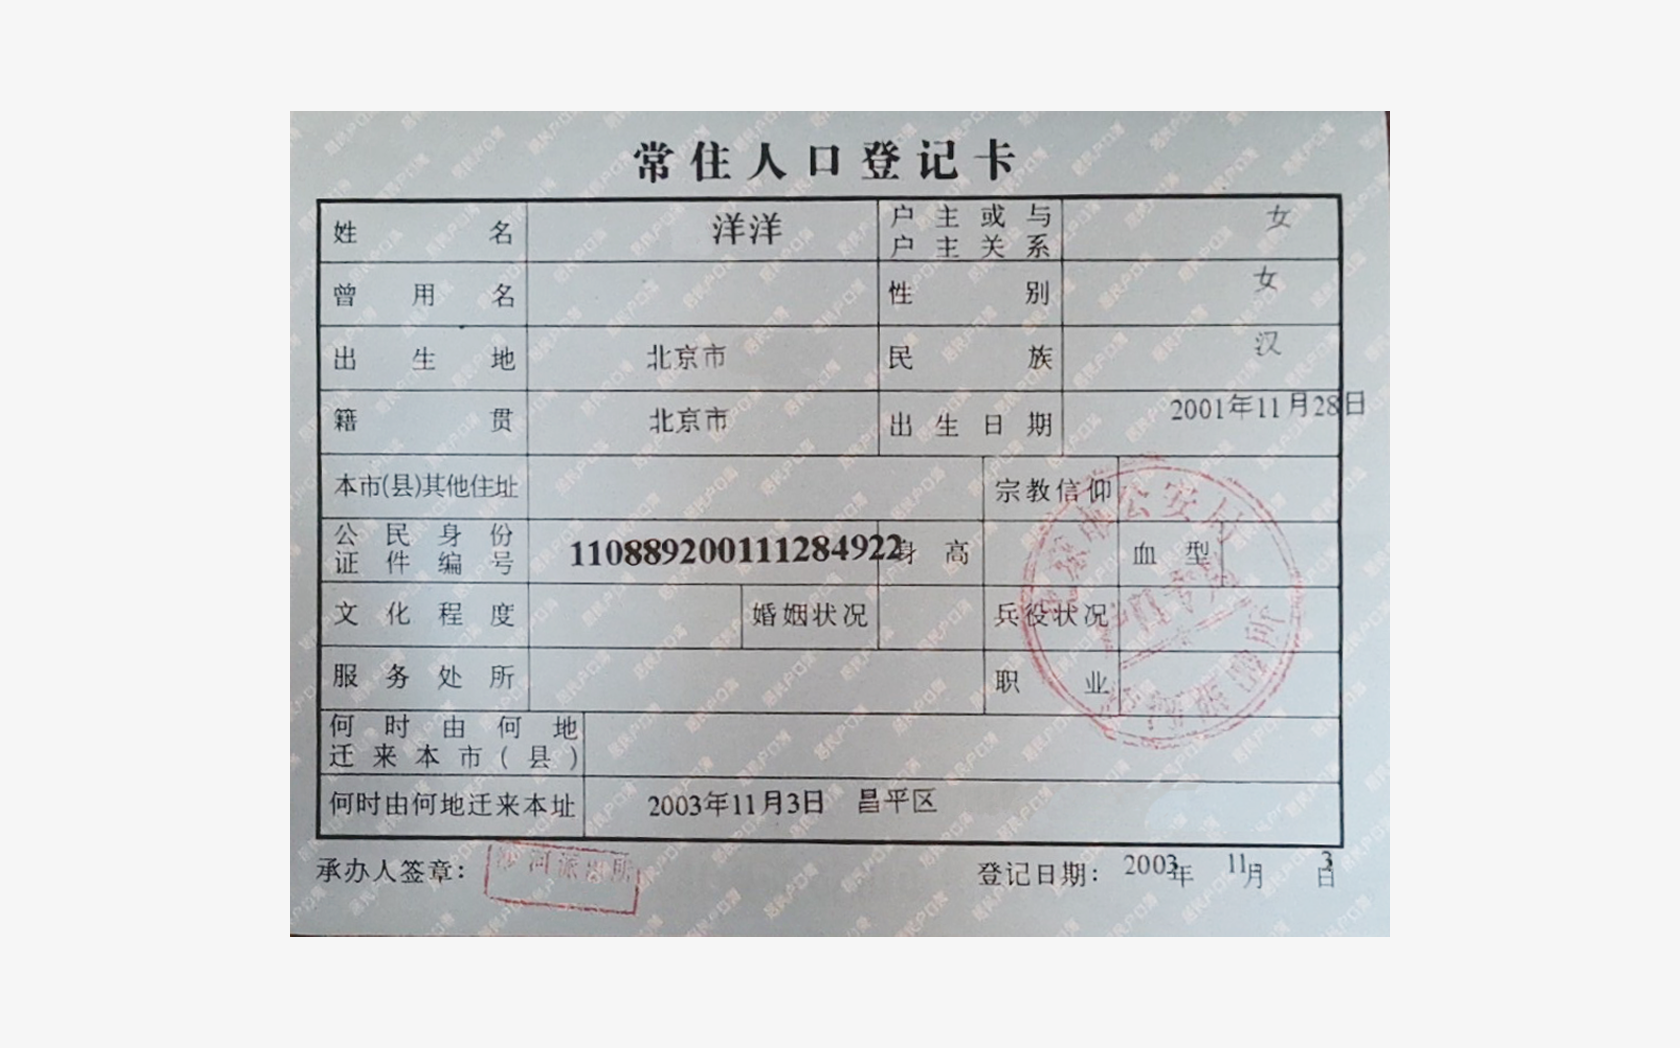 常住人口登记卡
姓名 洋洋 户主或与户主关系 女
曾用名 性别 女
出生地 北京市 民族 汉
籍贯 北京市 出生日期 2001年11月28日
本市(县)其他住址 宗教信仰
公民身份证件编号 110889200111284922 身高 血型
文化程度 婚姻状况 兵役状况
服务处所 职业
何时由何地迁来本市(县)
何时由何地迁来本址 2003年11月3日 昌平区
承办人签章: 沙河派出所 登记日期: 2003年 11月 3日
公安局
户口专用